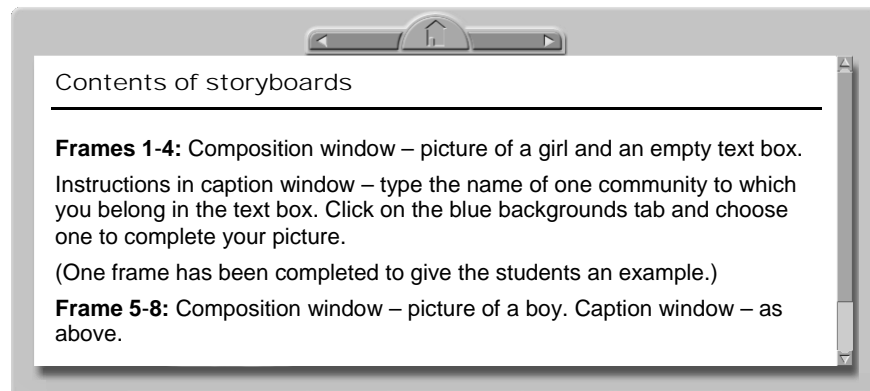 Contents of storyboards
Frames 1-4: Composition window – picture of a girl and an empty text box.
Instructions in caption window – type the name of one community to which
you belong in the text box. Click on the blue backgrounds tab and choose
one to complete your picture.
(One frame has been completed to give the students an example.)
Frame 5-8: Composition window – picture of a boy. Caption window – as
above.